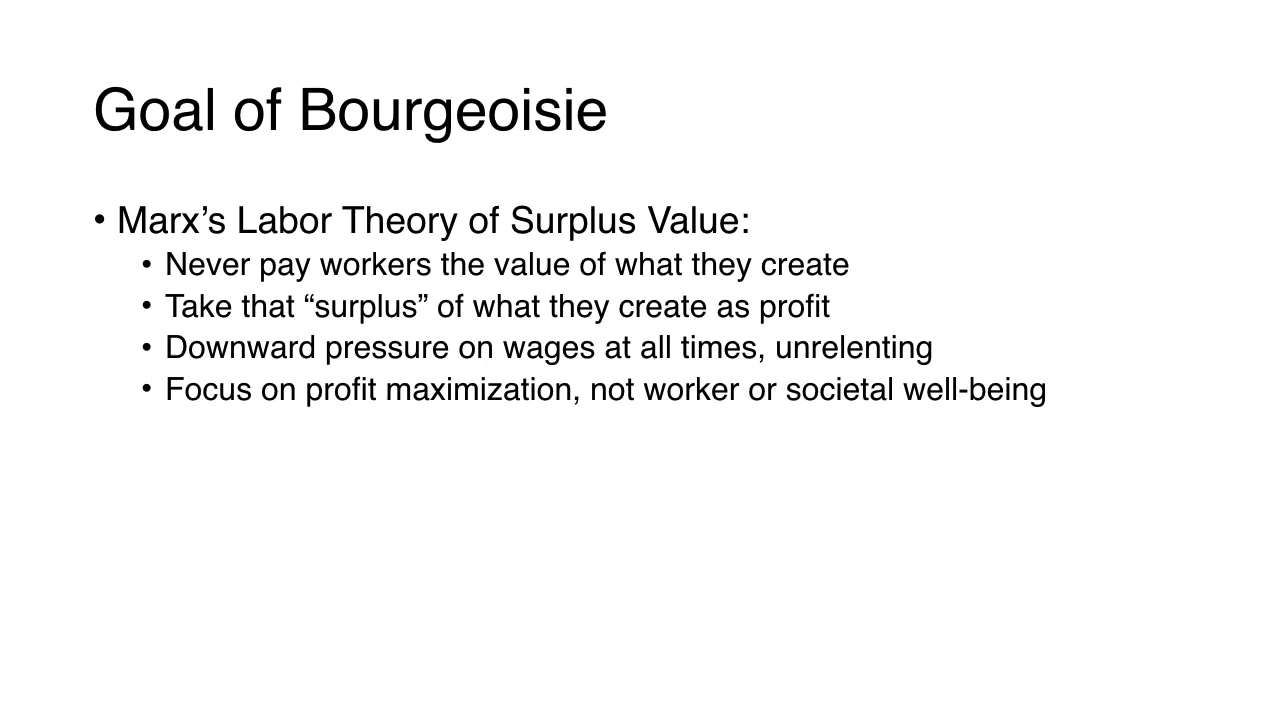 Goal of Bourgeoisie
• Marx’s Labor Theory of Surplus Value:
• Never pay workers the value of what they create
• Take that “surplus” of what they create as profit
• Downward pressure on wages at all times, unrelenting
• Focus on profit maximization, not worker or societal well-being